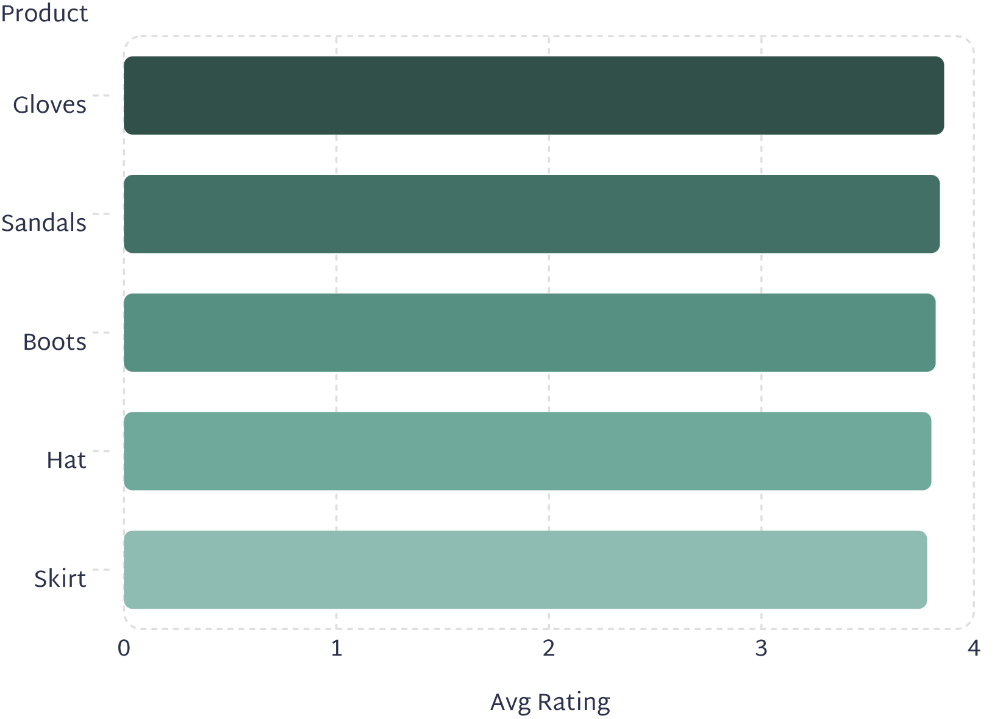 Product
Gloves
Sandals
Boots
Hat
Skirt
0 1 2 3 4
Avg Rating